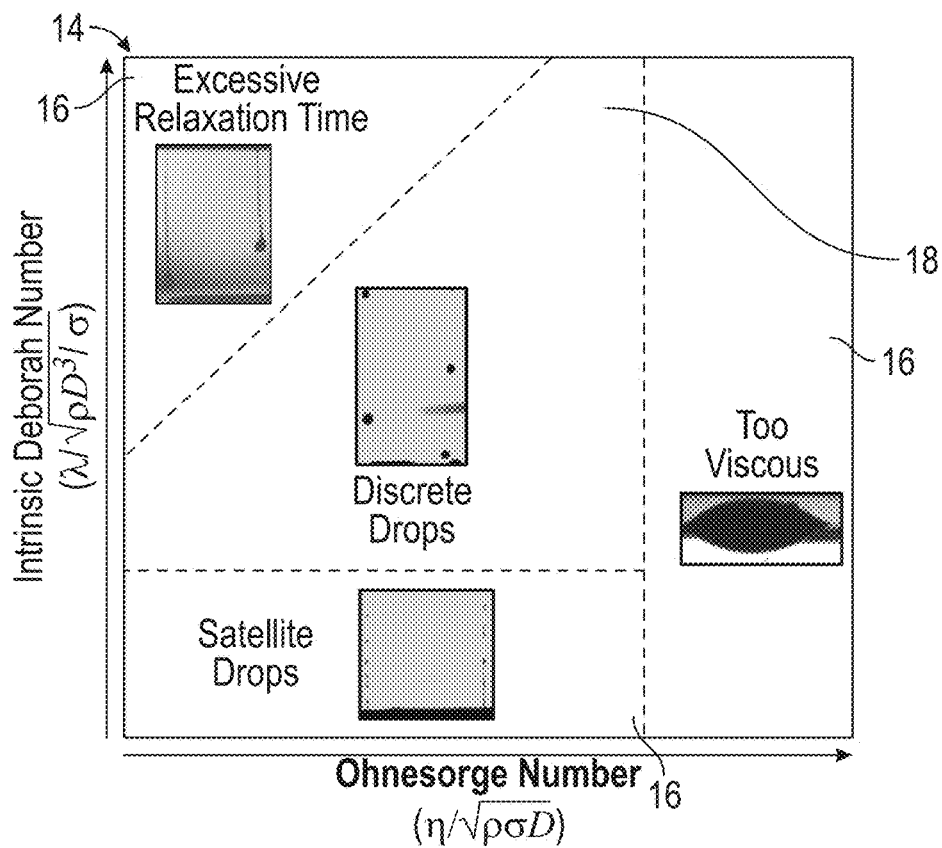 14
16
Excessive
Relaxation Time
18
16
Too
Viscous
Discrete
Drops
Satellite
Drops
16
Intrinsic Deborah Number
(λ/√ρD³/ σ)
Ohnesorge Number
(η/√ρσD)